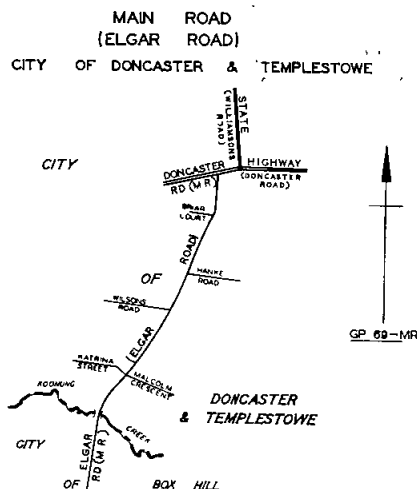 MAIN ROAD
(ELGAR ROAD)
CITY OF DONCASTER & TEMPLESTOWE
STATE
(WILLIAMSONS
ROAD)
CITY
DONCASTER
RD (M R)
HIGHWAY
(DONCASTER
ROAD)
BRIAR
COURT
ROAD)
OF
HANKE
ROAD
WILSONS
ROAD
(ELGAR
GP 69-MR
KATRINA
STREET
MALCOLM
CRESCENT
KOONUNG
DONCASTER
& TEMPLESTOWE
CREEK
CITY
ELGAR
RD (M R)
OF BOX HILL